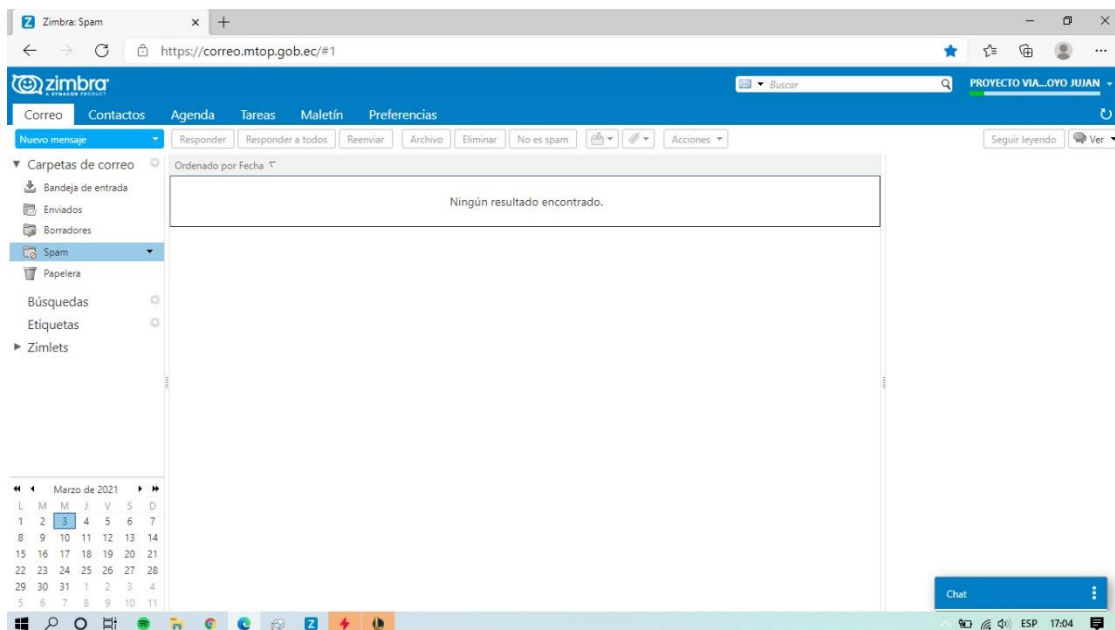 Zimbra: Spam
https://correo.mtop.gob.ec/#1
zimbra
A SYNACOR PRODUCT
Buscar
PROYECTO VIA...OYO JUJAN
Correo Contactos Agenda Tareas Maletín Preferencias
Nuevo mensaje Responder Responder a todos Reenviar Archivo Eliminar No es spam Acciones Seguir leyendo Ver
Carpetas de correo
Ordenado por Fecha
Bandeja de entrada
Ningún resultado encontrado.
Enviados
Borradores
Spam
Papelera
Búsquedas
Etiquetas
Zimlets
Marzo de 2021
L M M J V S D
1 2 3 4 5 6 7
8 9 10 11 12 13 14
15 16 17 18 19 20 21
22 23 24 25 26 27 28
29 30 31 1 2 3 4
5 6 7 8 9 10 11
Chat
Z
ESP 17:04